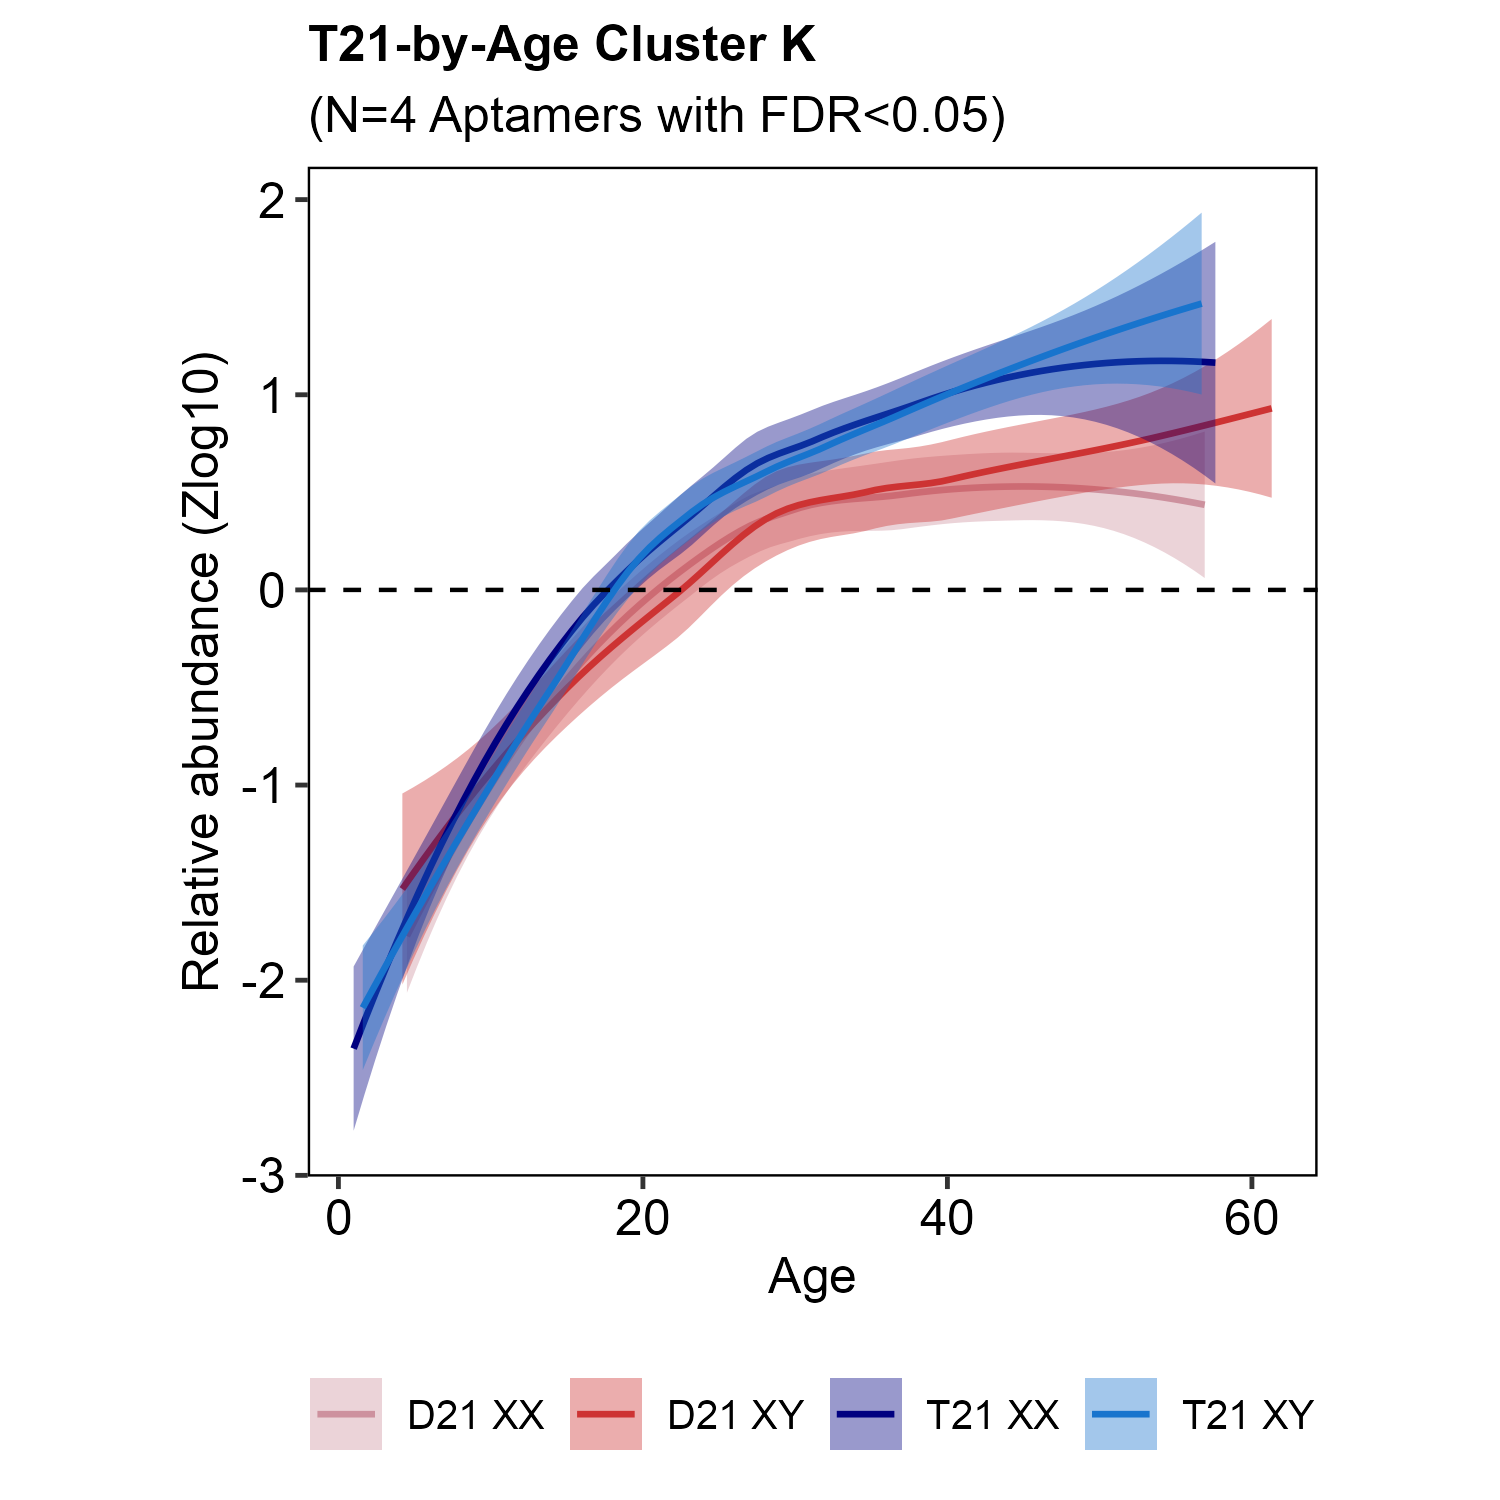 T21-by-Age Cluster K
(N=4 Aptamers with FDR<0.05)
Relative abundance (Zlog10)
2
1
0
-1
-2
-3
0 20 40 60
Age
D21 XX D21 XY T21 XX T21 XY